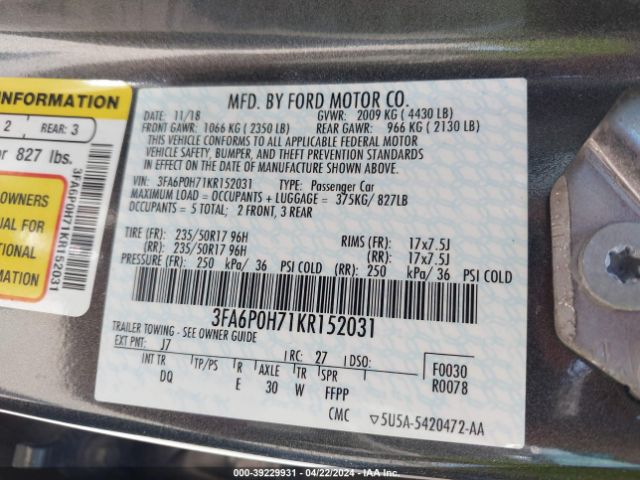 INFORMATION
2 REAR: 3
or 827 lbs.
OWNERS
UAL FOR
TIONAL
MATION
3FA6P0H71KR152031
MFD. BY FORD MOTOR CO.
DATE: 11/18 GVWR: 2009 KG ( 4430 LB)
FRONT GAWR: 1066 KG ( 2350 LB) REAR GAWR: 966 KG ( 2130 LB)
THIS VEHICLE CONFORMS TO ALL APPLICABLE FEDERAL MOTOR
VEHICLE SAFETY, BUMPER, AND THEFT PREVENTION STANDARDS
IN EFFECT ON THE DATE OF MANUFACTURE SHOWN ABOVE.
VIN: 3FA6P0H71KR152031 TYPE: Passenger Car
MAXIMUM LOAD = OCCUPANTS + LUGGAGE = 375KG/ 827LB
OCCUPANTS = 5 TOTAL; 2 FRONT, 3 REAR
TIRE (FR): 235/50R17 96H RIMS (FR): 17x7.5J
(RR): 235/50R17 96H (RR): 17x7.5J
PRESSURE (FR): 250 kPa/ 36 PSI COLD (RR): 250 kPa/ 36 PSI COLD
3FA6P0H71KR152031
TRAILER TOWING - SEE OWNER GUIDE
EXT PNT: J7 RC: 27 DSO: F0030
INT TR TP/PS R AXLE TR SPR R0078
DQ E 30 W FFPP
CMC 5U5A-5420472-AA
000-39229931 - 04/22/2024 - IAA Inc.